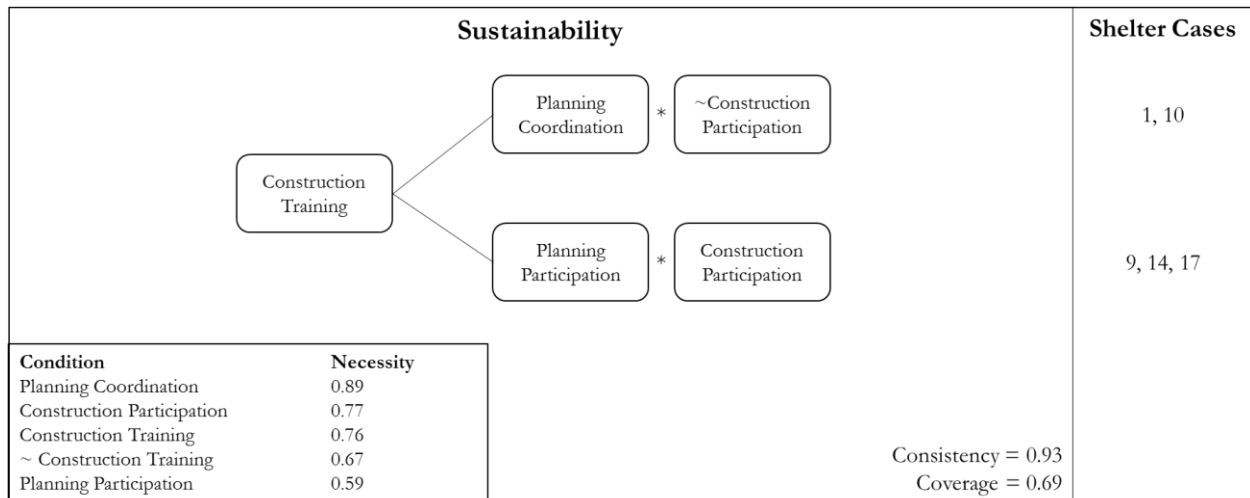 Sustainability
Shelter Cases
Planning
Coordination
*
~Construction
Participation
1, 10
Construction
Training
Planning
Participation
*
Construction
Participation
9, 14, 17
Condition Necessity
Planning Coordination 0.89
Construction Participation 0.77
Construction Training 0.76
~ Construction Training 0.67
Planning Participation 0.59
Consistency = 0.93
Coverage = 0.69